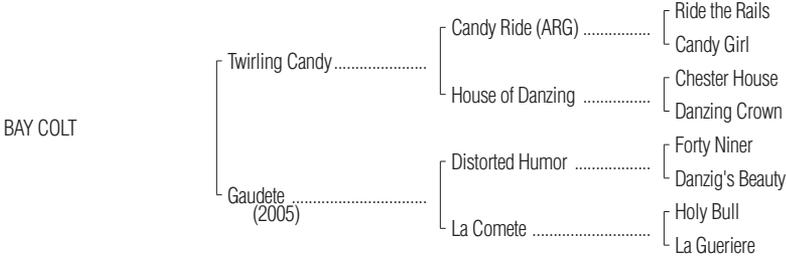 Ride the Rails
Candy Ride (ARG) ................
Candy Girl
Twirling Candy......................
Chester House
House of Danzing ................
Danzing Crown
BAY COLT
Forty Niner
Distorted Humor ..................
Danzig's Beauty
Gaudete ................................
(2005)
Holy Bull
La Comete ............................
La Gueriere